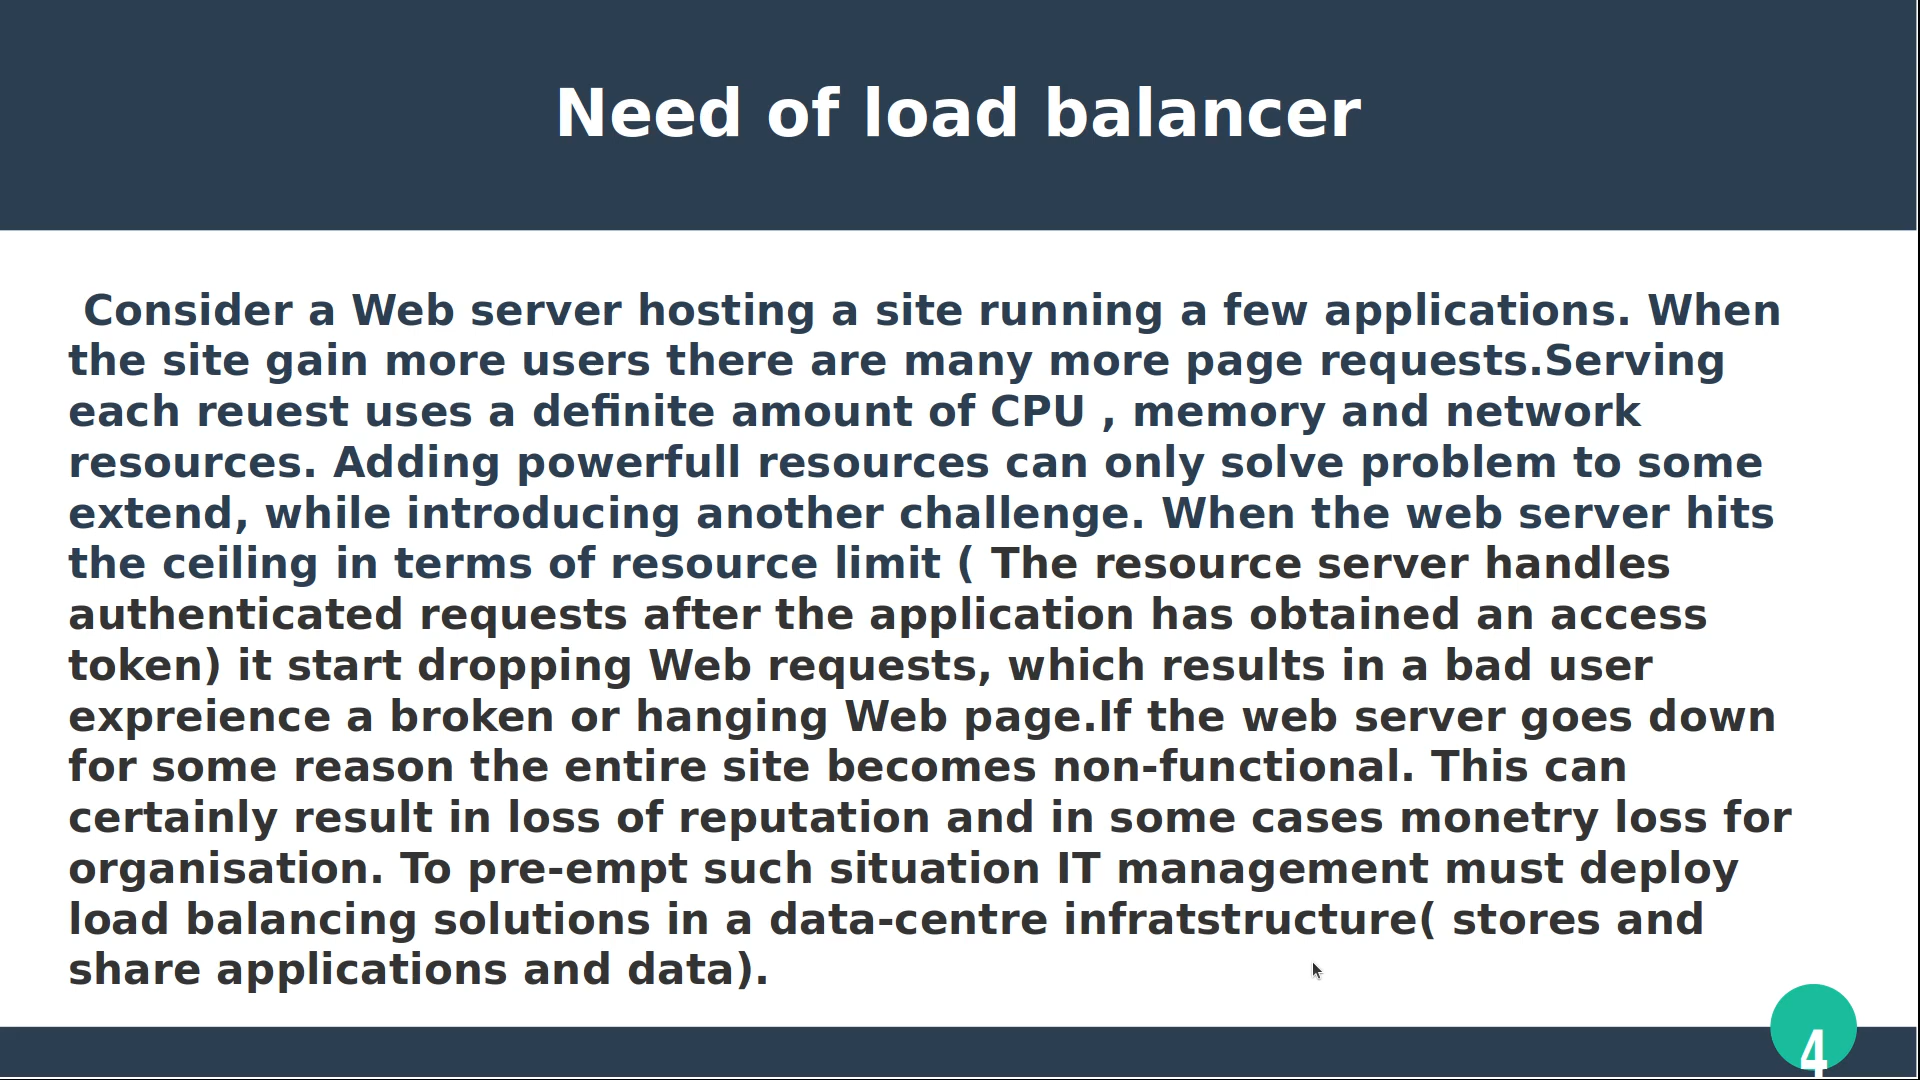 Need of load balancer
Consider a Web server hosting a site running a few applications. When
the site gain more users there are many more page requests.Serving
each reuest uses a definite amount of CPU , memory and network
resources. Adding powerfull resources can only solve problem to some
extend, while introducing another challenge. When the web server hits
the ceiling in terms of resource limit ( The resource server handles
authenticated requests after the application has obtained an access
token) it start dropping Web requests, which results in a bad user
expreience a broken or hanging Web page.If the web server goes down
for some reason the entire site becomes non-functional. This can
certainly result in loss of reputation and in some cases monetry loss for
organisation. To pre-empt such situation IT management must deploy
load balancing solutions in a data-centre infratstructure( stores and
share applications and data).
4